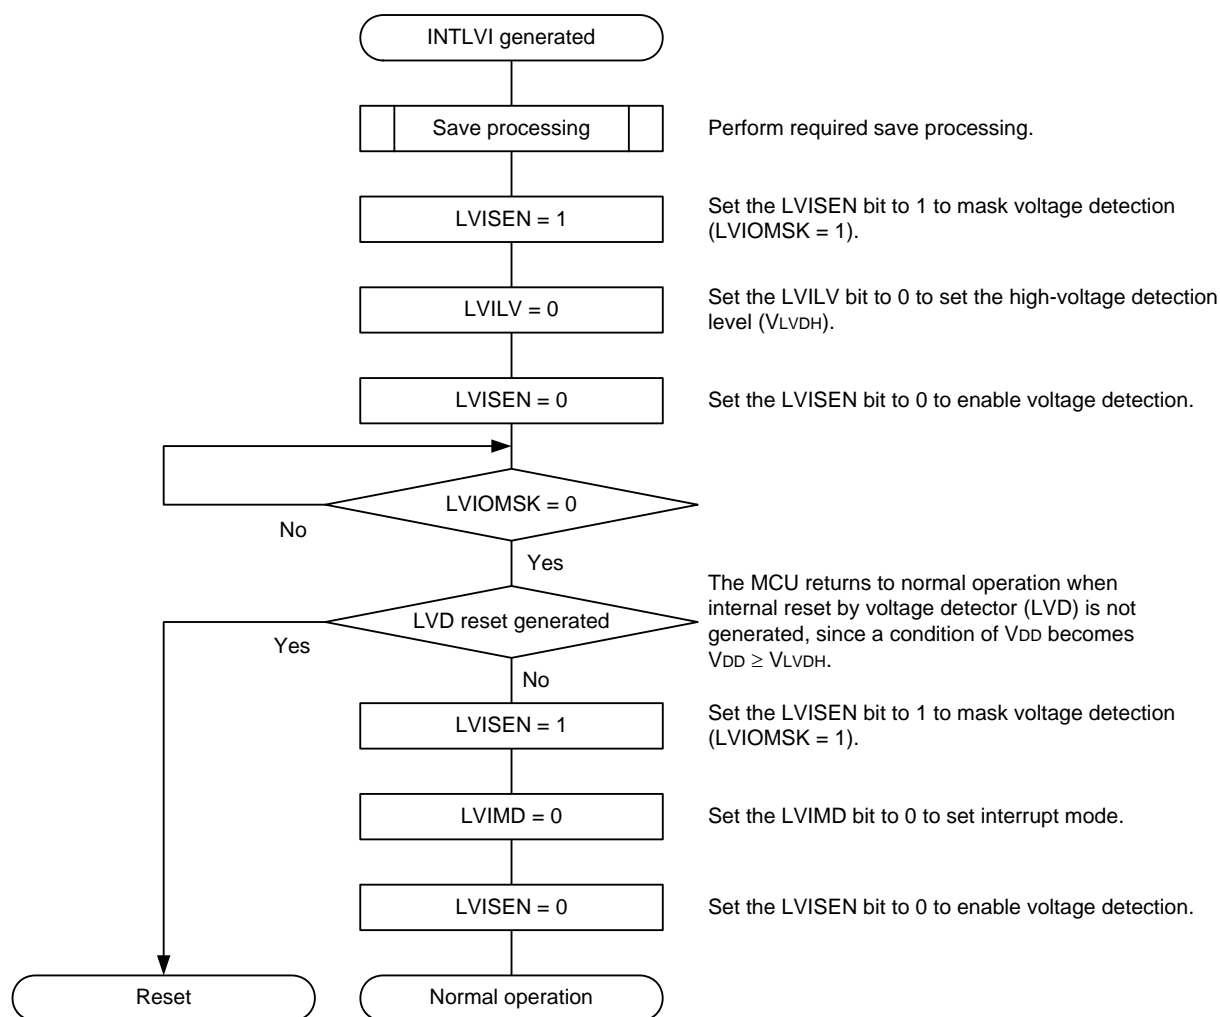 INTLVI generated
Save processing
Perform required save processing.
LVISEN = 1
Set the LVISEN bit to 1 to mask voltage detection
(LVIOMSK = 1).
LVILV = 0
Set the LVILV bit to 0 to set the high-voltage detection
level (VLVDH).
LVISEN = 0
Set the LVISEN bit to 0 to enable voltage detection.
LVIOMSK = 0
No
Yes
LVD reset generated
The MCU returns to normal operation when
internal reset by voltage detector (LVD) is not
generated, since a condition of VDD becomes
VDD ≥ VLVDH.
Yes
No
LVISEN = 1
Set the LVISEN bit to 1 to mask voltage detection
(LVIOMSK = 1).
LVIMD = 0
Set the LVIMD bit to 0 to set interrupt mode.
LVISEN = 0
Set the LVISEN bit to 0 to enable voltage detection.
Reset
Normal operation